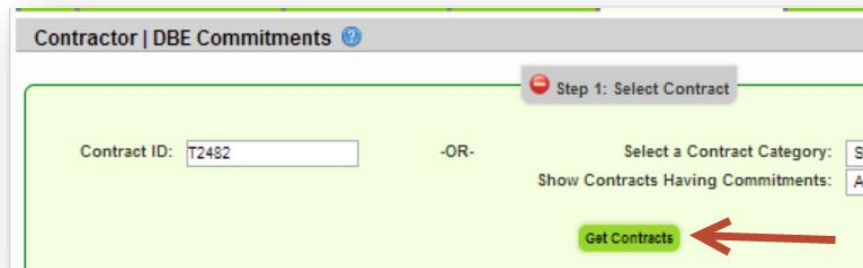 Contractor | DBE Commitments
Step 1: Select Contract
Contract ID: T2482 -OR- Select a Contract Category: S
Show Contracts Having Commitments: A
Get Contracts